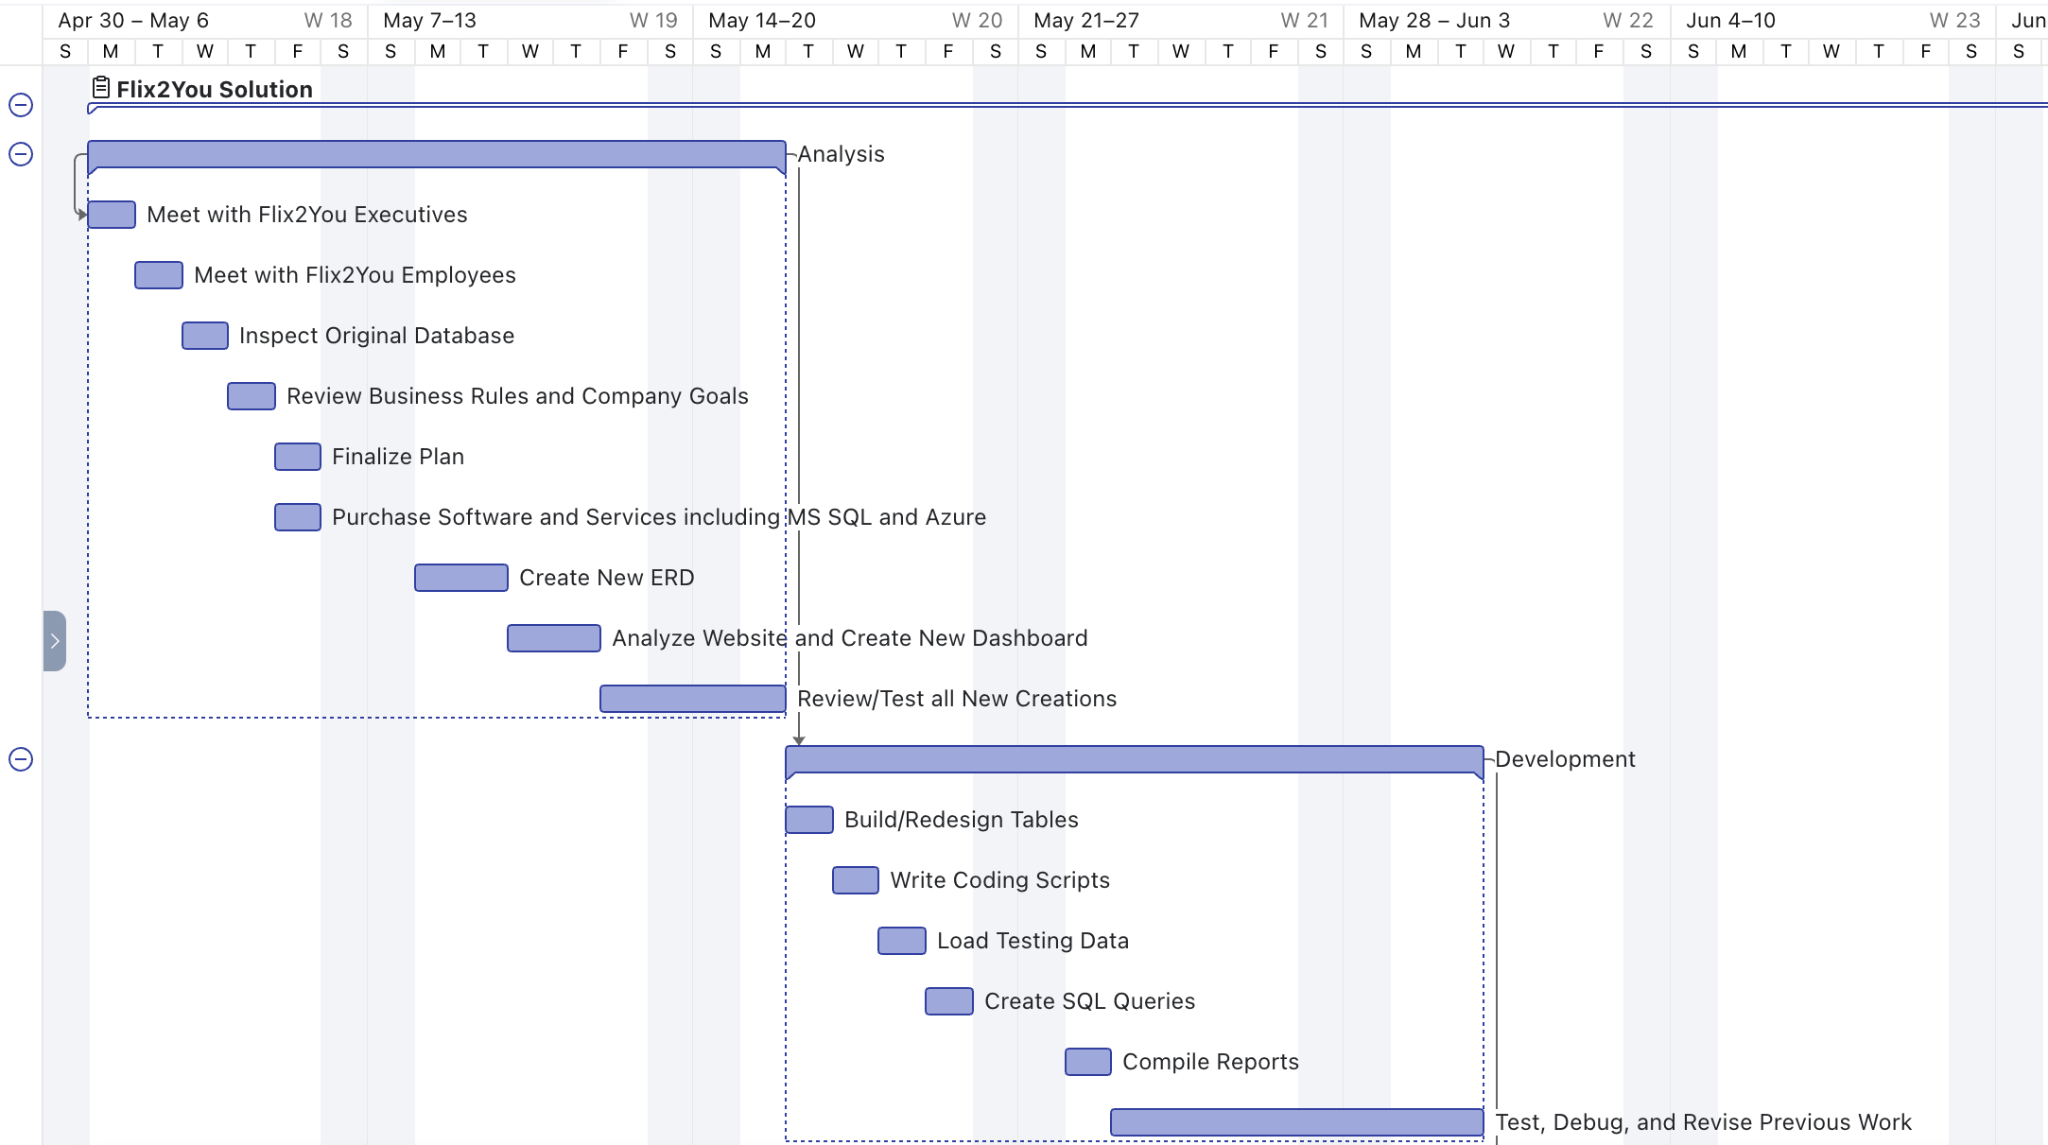 Apr 30 – May 6 W 18 May 7–13 W 19 May 14–20 W 20 May 21–27 W 21 May 28 – Jun 3 W 22 Jun 4–10 W 23 Jun
S M T W T F S S M T W T F S S M T W T F S S M T W T F S S M T W T F S S M T W T F S S
Flix2You Solution
Analysis
Meet with Flix2You Executives
Meet with Flix2You Employees
Inspect Original Database
Review Business Rules and Company Goals
Finalize Plan
Purchase Software and Services including MS SQL and Azure
Create New ERD
Analyze Website and Create New Dashboard
Review/Test all New Creations
Development
Build/Redesign Tables
Write Coding Scripts
Load Testing Data
Create SQL Queries
Compile Reports
Test, Debug, and Revise Previous Work